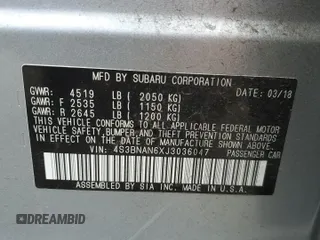 MFD BY SUBARU CORPORATION
GVWR: 4519 LB ( 2050 KG) 03/18
GAWR: F 2535 LB ( 1150 KG)
GAWR: R 2645 LB ( 1200 KG)
THIS VEHICLE CONFORMS TO ALL APPLICABLE FEDERAL MOTOR
VEHICLE SAFETY, BUMPER, AND THEFT PREVENTION STANDARDS
IN EFFECT ON THE DATE OF MANUFACTURE SHOWN ABOVE.
VIN: 4S3BNAN6XJ3036047 PASSENGER CAR
ASSEMBLED BY SIA INC. MADE IN U.S.A.
©DREAMBID